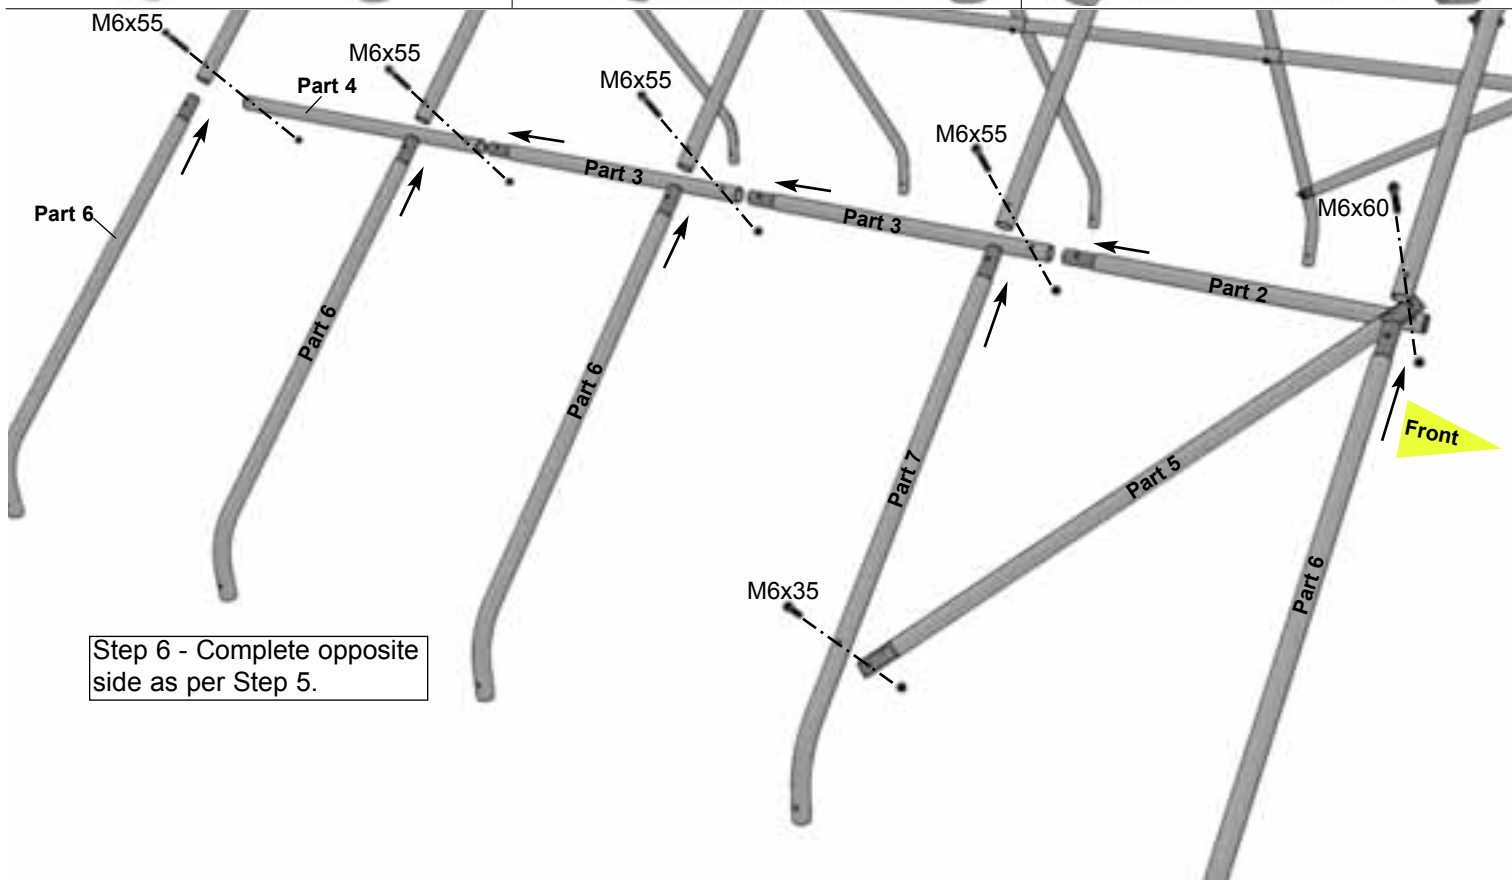 M6x55
M6x55
M6x55
M6x55
M6x60
Part 4
Part 3
Part 3
Part 2
Part 6
Part 6
Part 6
Part 7
Part 5
Part 6
Front
M6x35
Step 6 - Complete opposite
side as per Step 5.